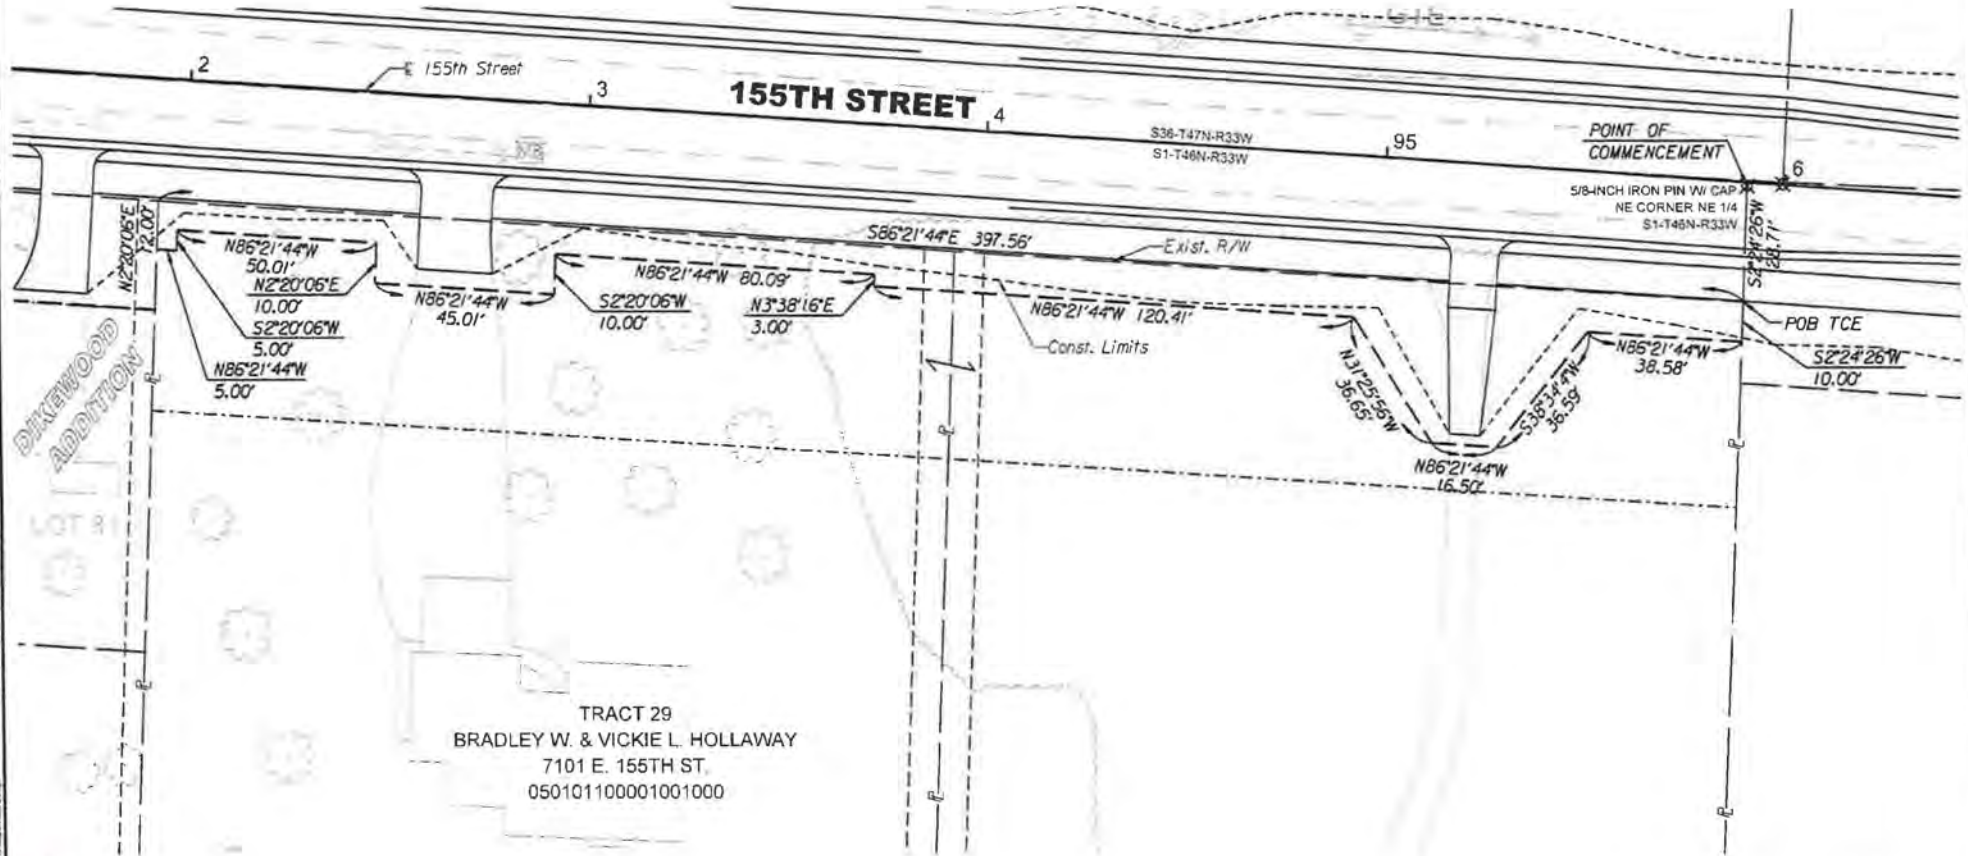 2
℄ 155th Street
3
155TH STREET
4
S36-T47N-R33W
S1-T46N-R33W
95
POINT OF
COMMENCEMENT
6
5/8-INCH IRON PIN W/ CAP
NE CORNER NE 1/4
S1-T46N-R33W
S2°24'26"W
28.71'
N2°20'06"E
12.00'
N86°21'44"W
50.01'
N2°20'06"E
10.00'
S2°20'06"W
5.00'
N86°21'44"W
5.00'
N86°21'44"W
45.01'
N86°21'44"W 80.09'
S2°20'06"W
10.00'
N3°38'16"E
3.00'
S86°21'44"E 397.56'
Exist. R/W
N86°21'44"W 120.41'
Const. Limits
N31°25'56"W
36.65'
N86°21'44"W
16.50'
S38°34'14"W
36.59'
N86°21'44"W
38.58'
POB TCE
S2°24'26"W
10.00'
DIKEWOOD
ADDITION
TRACT 29
BRADLEY W. & VICKIE L. HOLLAWAY
7101 E. 155TH ST.
050101100001001000